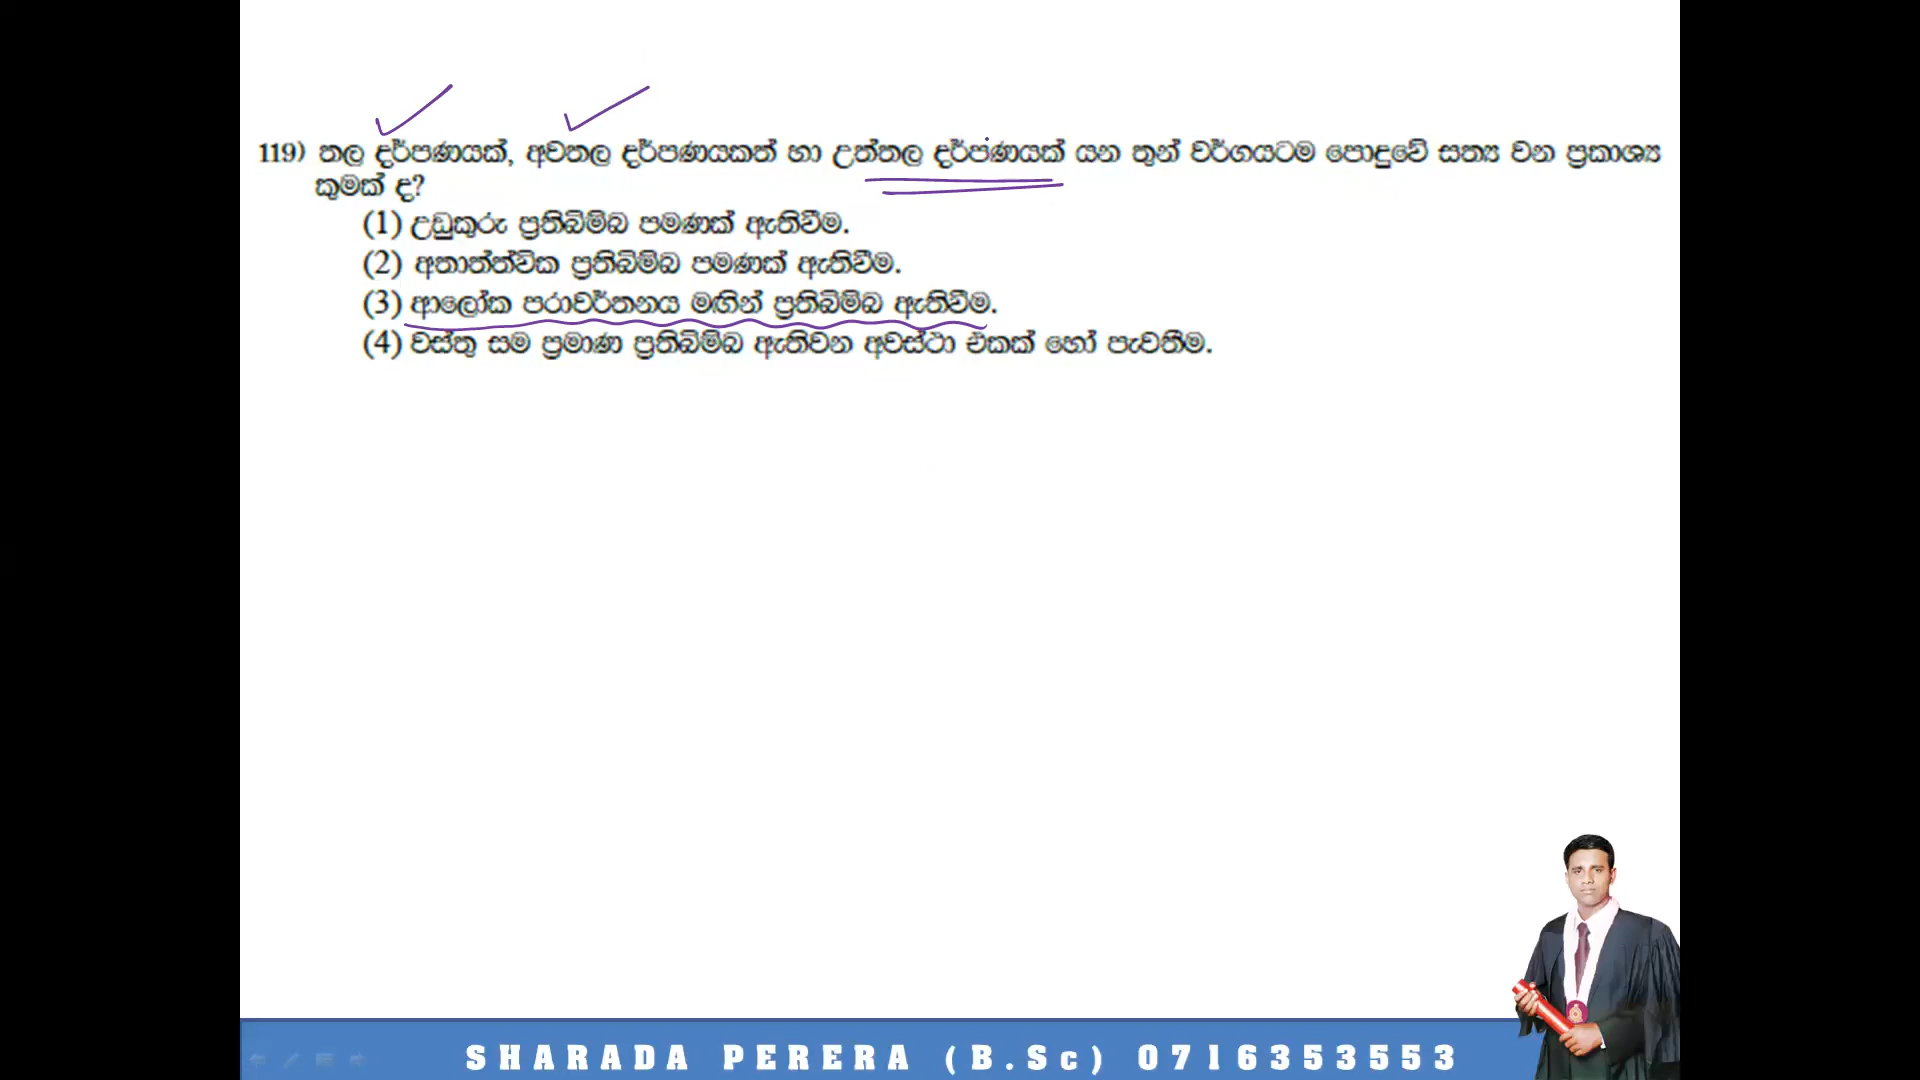 119) තල දර්පණයක්, අවතල දර්පණයකත් හා උත්තල දර්පණයක් යන තුන් වර්ගයටම පොදුවේ සත්‍ය වන ප්‍රකාශ්‍ය
කුමක් ද?
(1) උඩුකුරු ප්‍රතිබිම්බ පමණක් ඇතිවීම.
(2) අතාත්ත්වික ප්‍රතිබිම්බ පමණක් ඇතිවීම.
(3) ආලෝක පරාවර්තනය මඟින් ප්‍රතිබිම්බ ඇතිවීම.
(4) වස්තු සම ප්‍රමාණ ප්‍රතිබිම්බ ඇතිවන අවස්ථා එකක් හෝ පැවතීම.
SHARADA PERERA (B.Sc) 0716353553